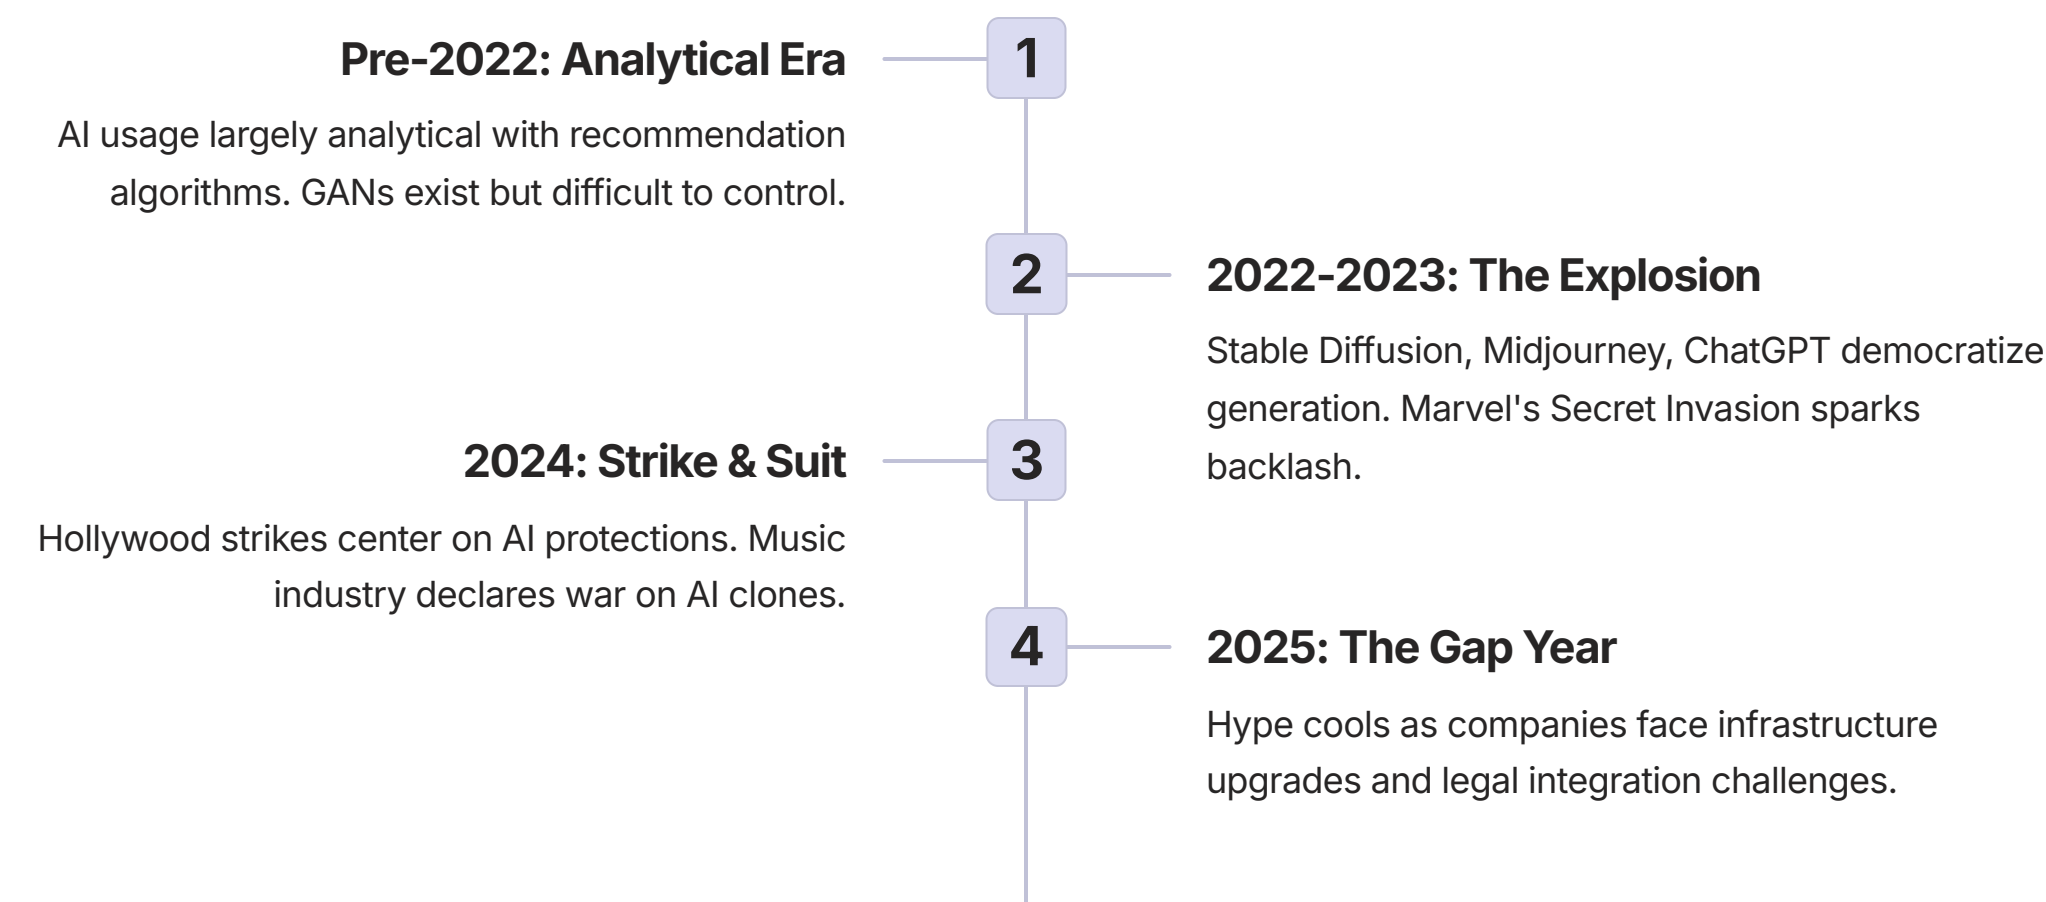 1
Pre-2022: Analytical Era
AI usage largely analytical with recommendation
algorithms. GANs exist but difficult to control.
2
2022-2023: The Explosion
Stable Diffusion, Midjourney, ChatGPT democratize
generation. Marvel's Secret Invasion sparks
backlash.
3
2024: Strike & Suit
Hollywood strikes center on AI protections. Music
industry declares war on AI clones.
4
2025: The Gap Year
Hype cools as companies face infrastructure
upgrades and legal integration challenges.